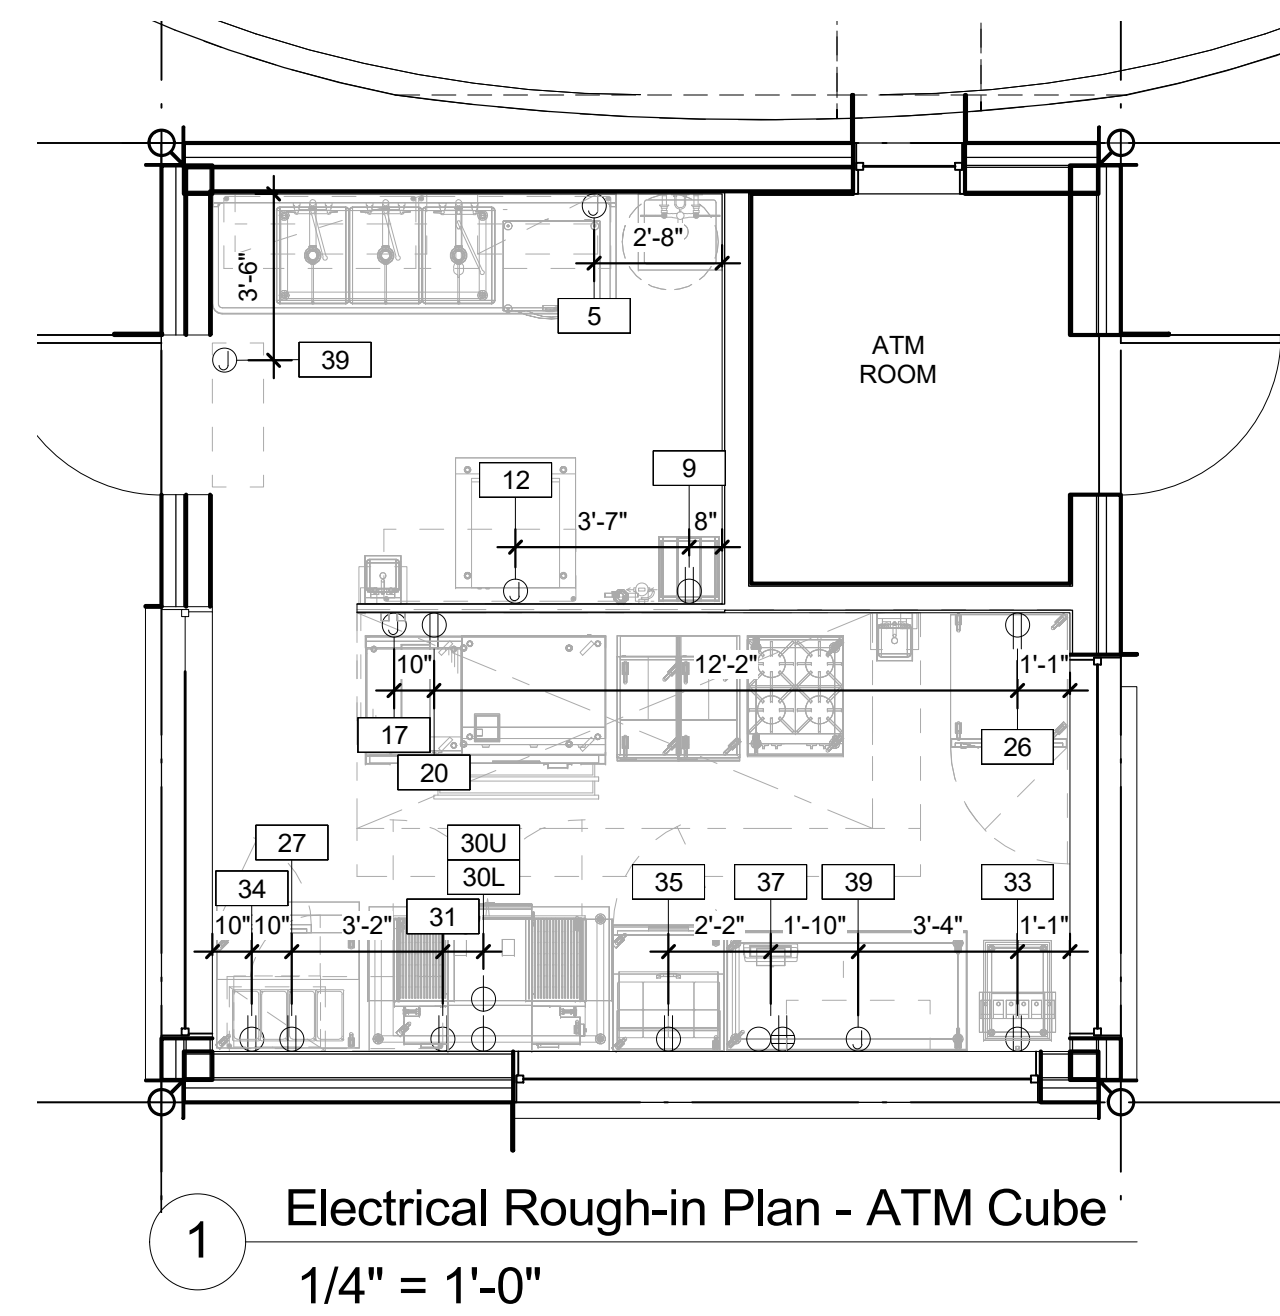 J
2'-8"
3'-6"
5
ATM
ROOM
J
39
9
12
3'-7"
8"
J
J
10"
12'-2"
1'-1"
17
26
20
27
30U
30L
34
35
37
39
33
10"
10"
3'-2"
31
2'-2"
1'-10"
3'-4"
1'-1"
J
Electrical Rough-in Plan - ATM Cube
1
1/4" = 1'-0"